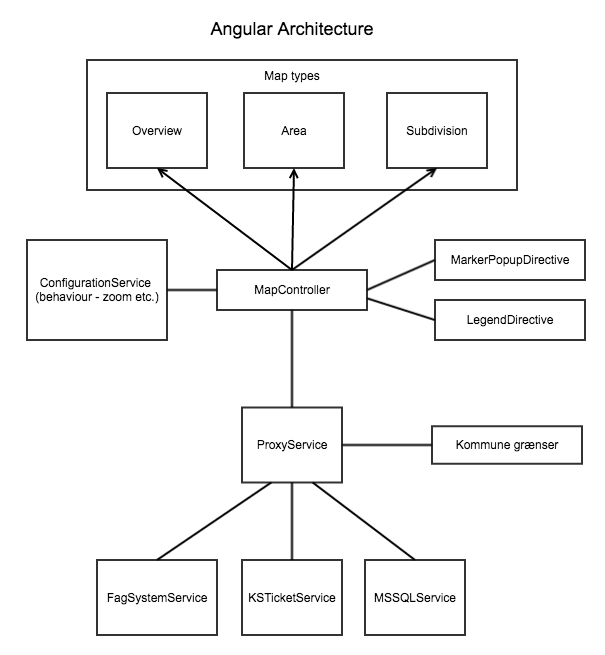 Angular Architecture
Map types
Overview
Area
Subdivision
ConfigurationService
(behaviour - zoom etc.)
MapController
MarkerPopupDirective
LegendDirective
ProxyService
Kommune grænser
FagSystemService
KSTicketService
MSSQLService